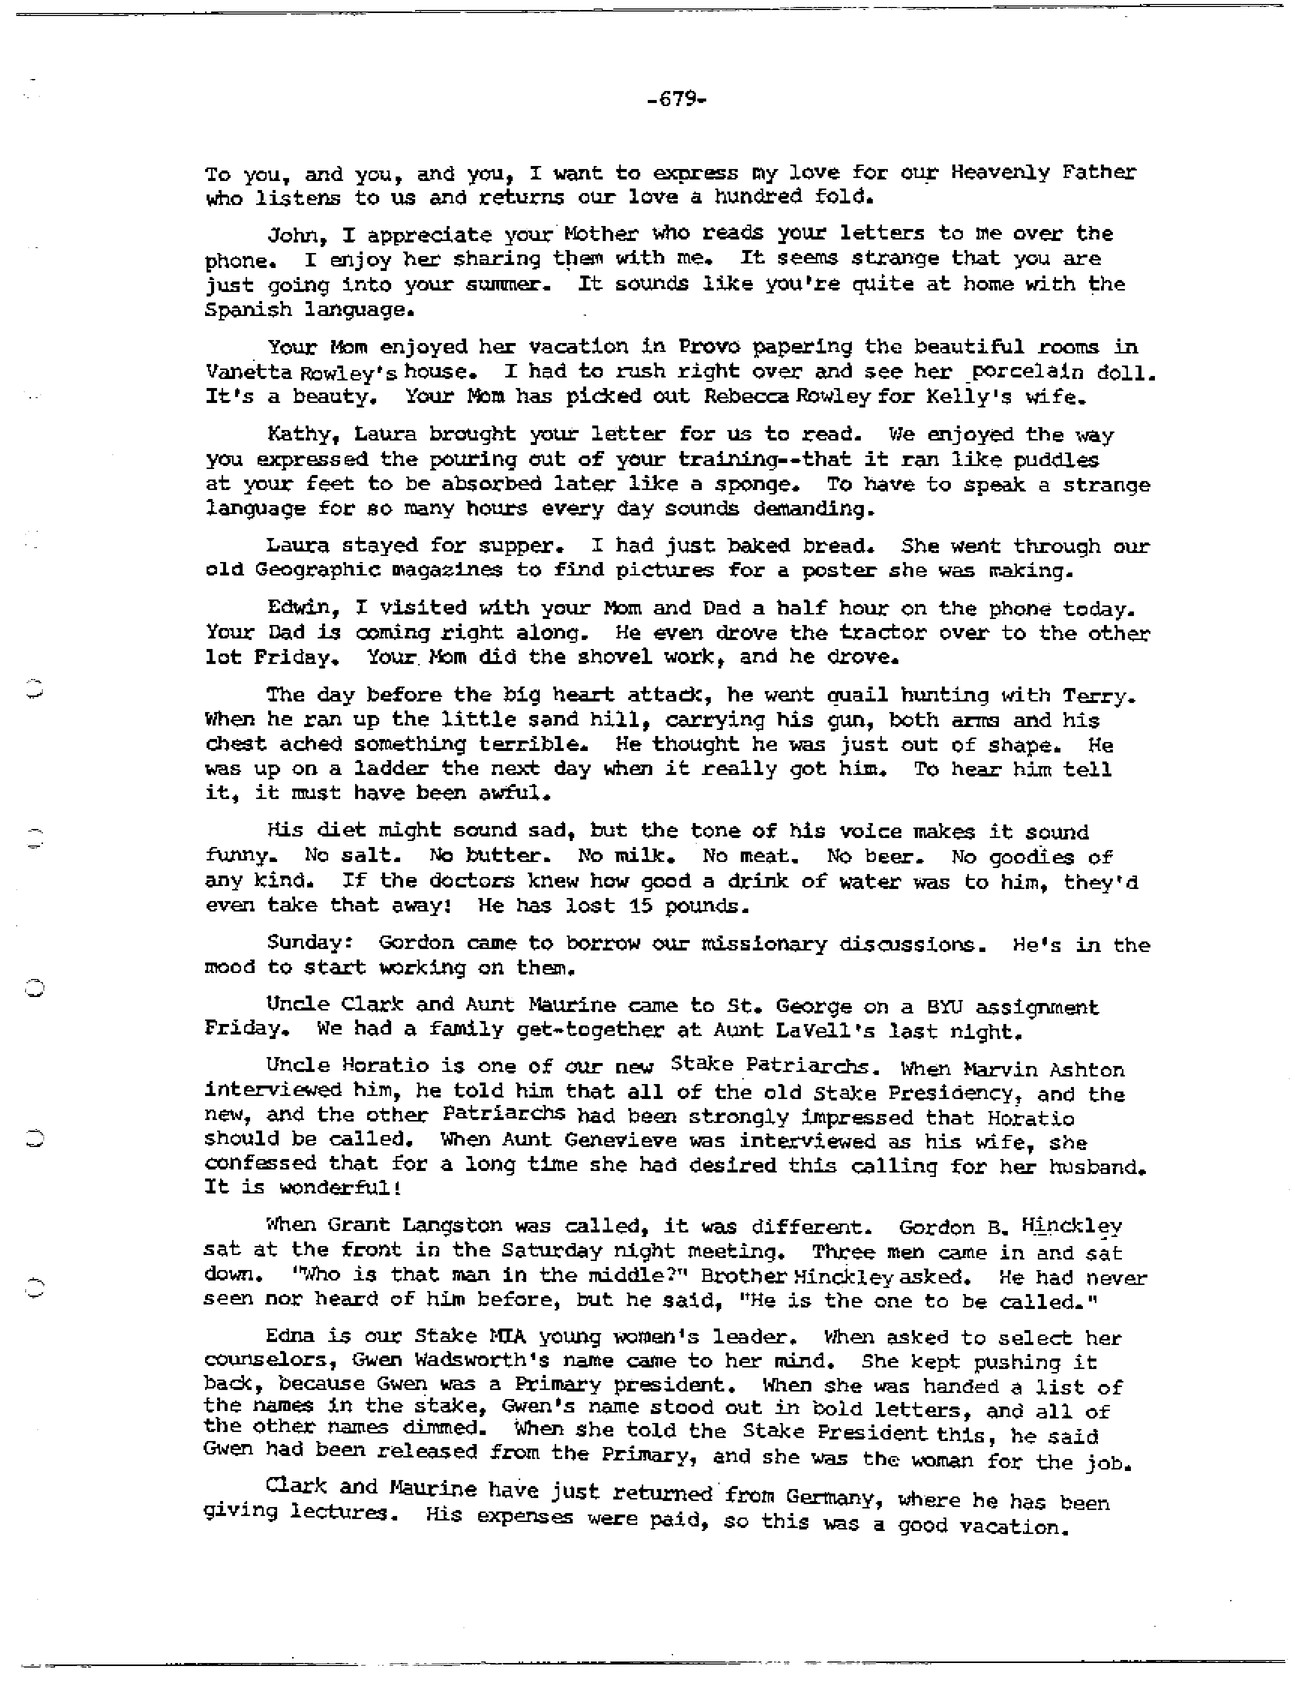 -679-
To you, and you, and you, I want to express my love for our Heavenly Father
who listens to us and returns our love a hundred fold.
John, I appreciate your Mother who reads your letters to me over the
phone. I enjoy her sharing them with me. It seems strange that you are
just going into your summer. It sounds like you're quite at home with the
Spanish language.
Your Mom enjoyed her vacation in Provo papering the beautiful rooms in
Vanetta Rowley's house. I had to rush right over and see her porcelain doll.
It's a beauty. Your Mom has picked out Rebecca Rowley for Kelly's wife.
Kathy, Laura brought your letter for us to read. We enjoyed the way
you expressed the pouring out of your training--that it ran like puddles
at your feet to be absorbed later like a sponge. To have to speak a strange
language for so many hours every day sounds demanding.
Laura stayed for supper. I had just baked bread. She went through our
old Geographic magazines to find pictures for a poster she was making.
Edwin, I visited with your Mom and Dad a half hour on the phone today.
Your Dad is coming right along. He even drove the tractor over to the other
lot Friday. Your Mom did the shovel work, and he drove.
The day before the big heart attack, he went quail hunting with Terry.
When he ran up the little sand hill, carrying his gun, both arms and his
chest ached something terrible. He thought he was just out of shape. He
was up on a ladder the next day when it really got him. To hear him tell
it, it must have been awful.
His diet might sound sad, but the tone of his voice makes it sound
funny. No salt. No butter. No milk. No meat. No beer. No goodies of
any kind. If the doctors knew how good a drink of water was to him, they'd
even take that away! He has lost 15 pounds.
Sunday: Gordon came to borrow our missionary discussions. He's in the
mood to start working on them.
Uncle Clark and Aunt Maurine came to St. George on a BYU assignment
Friday. We had a family get-together at Aunt LaVell's last night.
Uncle Horatio is one of our new Stake Patriarchs. When Marvin Ashton
interviewed him, he told him that all of the old Stake Presidency, and the
new, and the other Patriarchs had been strongly impressed that Horatio
should be called. When Aunt Genevieve was interviewed as his wife, she
confessed that for a long time she had desired this calling for her husband.
It is wonderful!
When Grant Langston was called, it was different. Gordon B. Hinckley
sat at the front in the Saturday night meeting. Three men came in and sat
down. "Who is that man in the middle?" Brother Hinckley asked. He had never
seen nor heard of him before, but he said, "He is the one to be called."
Edna is our Stake MIA young women's leader. When asked to select her
counselors, Gwen Wadsworth's name came to her mind. She kept pushing it
back, because Gwen was a Primary president. When she was handed a list of
the names in the stake, Gwen's name stood out in bold letters, and all of
the other names dimmed. When she told the Stake President this, he said
Gwen had been released from the Primary, and she was the woman for the job.
Clark and Maurine have just returned from Germany, where he has been
giving lectures. His expenses were paid, so this was a good vacation.